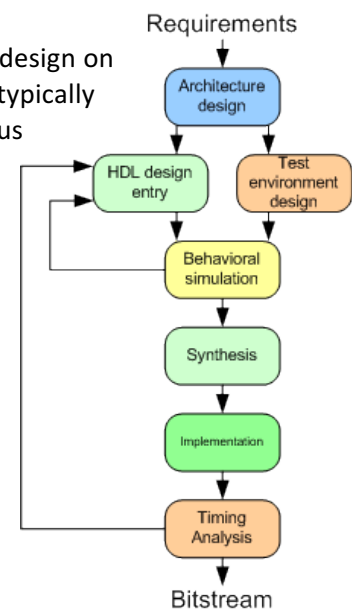 Requirements
design on
typically
us
Architecture
design
HDL design
entry
Test
environment
design
Behavioral
simulation
Synthesis
Implementation
Timing
Analysis
Bitstream